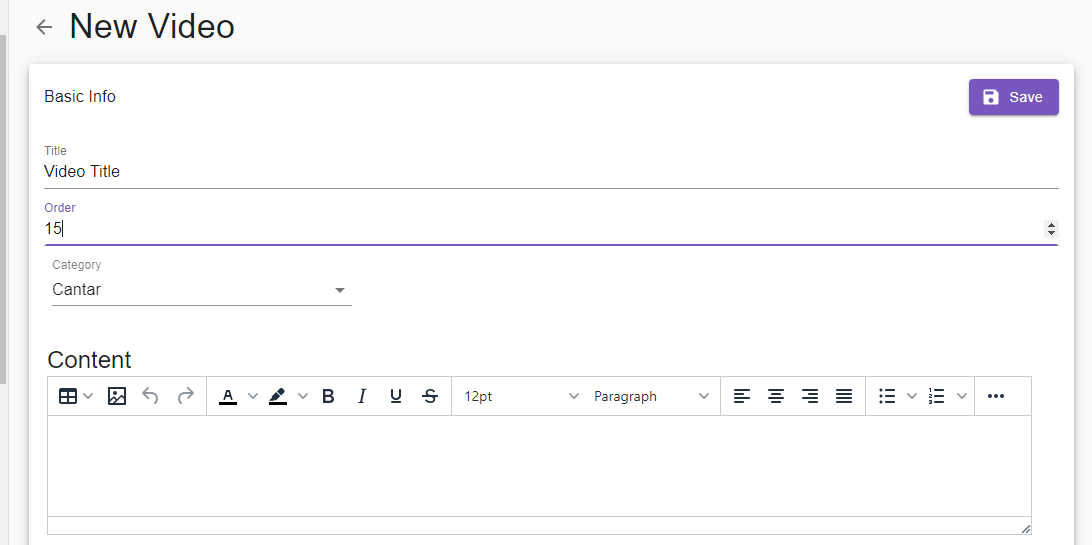 New Video
Basic Info
Save
Title
Video Title
Order
15
Category
Cantar
Content
A B I U S 12pt Paragraph